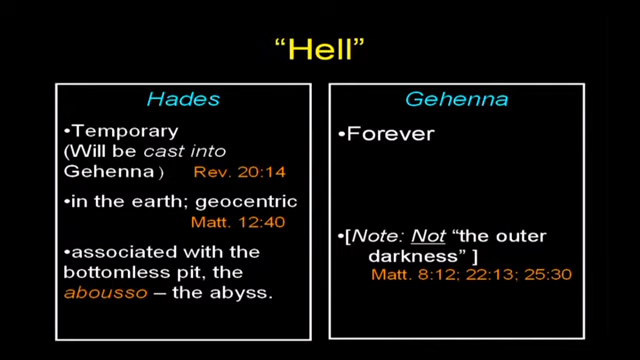 “Hell”
Hades
•Temporary
(Will be cast into
Gehenna ) Rev. 20:14
•in the earth; geocentric
Matt. 12:40
•associated with the
bottomless pit, the
abousso – the abyss.
Gehenna
•Forever
•[Note: Not “the outer
darkness” ]
Matt. 8:12; 22:13; 25:30